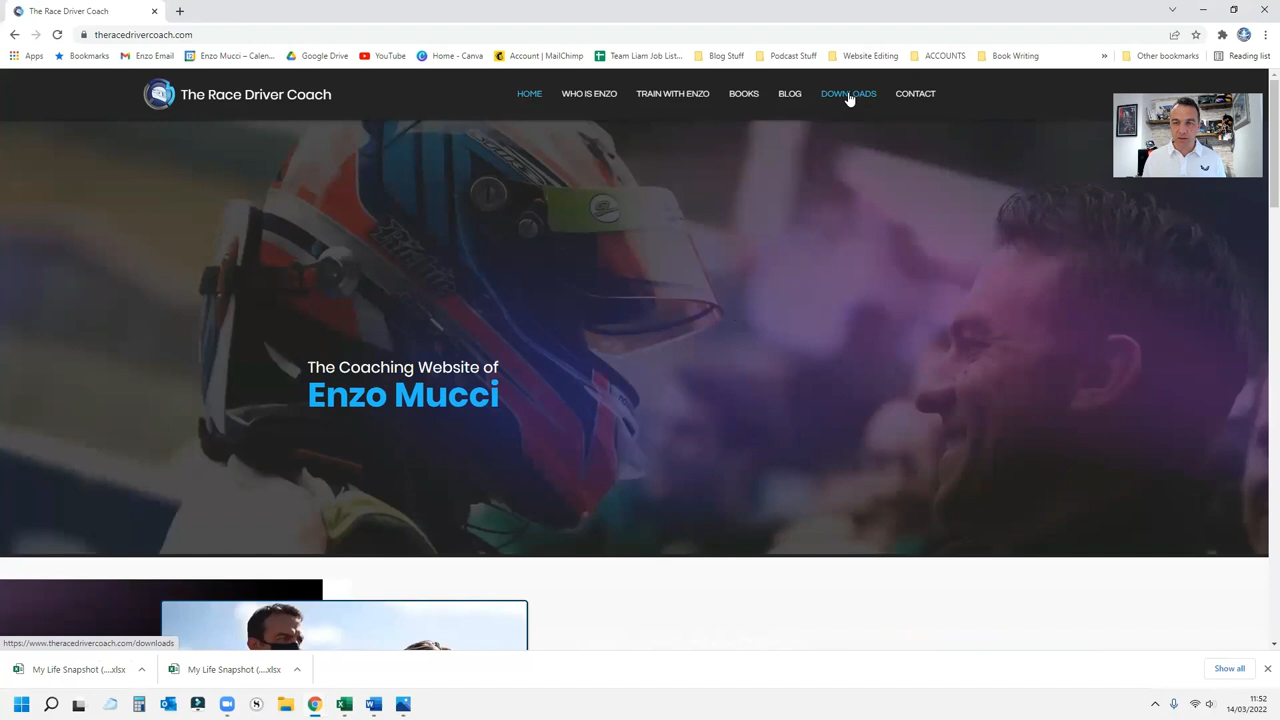 The Race Driver Coach
theracedrivercoach.com
Apps
Bookmarks
Enzo Email
Enzo Mucci – Calen...
Google Drive
YouTube
Home - Canva
Account | MailChimp
Team Liam Job List...
Blog Stuff
Podcast Stuff
Website Editing
ACCOUNTS
Book Writing
»
Other bookmarks
Reading list
The Race Driver Coach
HOME
WHO IS ENZO
TRAIN WITH ENZO
BOOKS
BLOG
DOWNLOADS
CONTACT
The Coaching Website of
Enzo Mucci
https://www.theracedrivercoach.com/downloads
My Life Snapshot (....xlsx
My Life Snapshot (....xlsx
Show all
11:52
14/03/2022